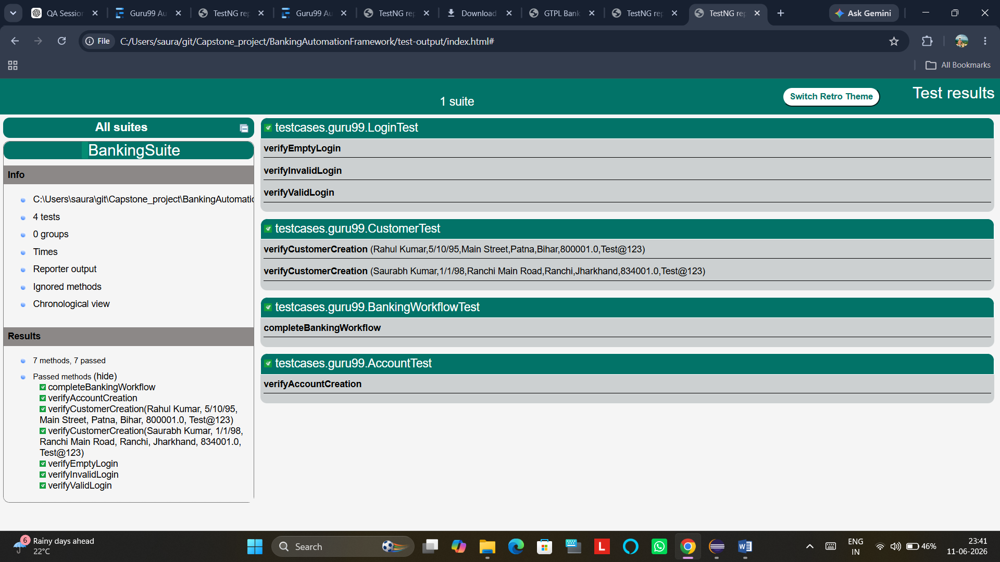 QA Session
Guru99 Au
TestNG rep
Guru99 Au
TestNG rep
Download
GTPL Bank
TestNG rep
TestNG rep
Ask Gemini
File
C:/Users/saura/git/Capstone_project/BankingAutomationFramework/test-output/index.html#
All Bookmarks
1 suite
Switch Retro Theme
Test results
All suites
BankingSuite
Info
C:\Users\saura\git\Capstone_project\BankingAutomatic
4 tests
0 groups
Times
Reporter output
Ignored methods
Chronological view
Results
7 methods, 7 passed
Passed methods (hide)
completeBankingWorkflow
verifyAccountCreation
verifyCustomerCreation(Rahul Kumar, 5/10/95,
Main Street, Patna, Bihar, 800001.0, Test@123)
verifyCustomerCreation(Saurabh Kumar, 1/1/98,
Ranchi Main Road, Ranchi, Jharkhand, 834001.0,
Test@123)
verifyEmptyLogin
verifyInvalidLogin
verifyValidLogin
testcases.guru99.LoginTest
verifyEmptyLogin
verifyInvalidLogin
verifyValidLogin
testcases.guru99.CustomerTest
verifyCustomerCreation (Rahul Kumar,5/10/95,Main Street,Patna,Bihar,800001.0,Test@123)
verifyCustomerCreation (Saurabh Kumar,1/1/98,Ranchi Main Road,Ranchi,Jharkhand,834001.0,Test@123)
testcases.guru99.BankingWorkflowTest
completeBankingWorkflow
testcases.guru99.AccountTest
verifyAccountCreation
6
Rainy days ahead
22°C
Search
L
ENG
IN
46%
23:41
11-06-2026